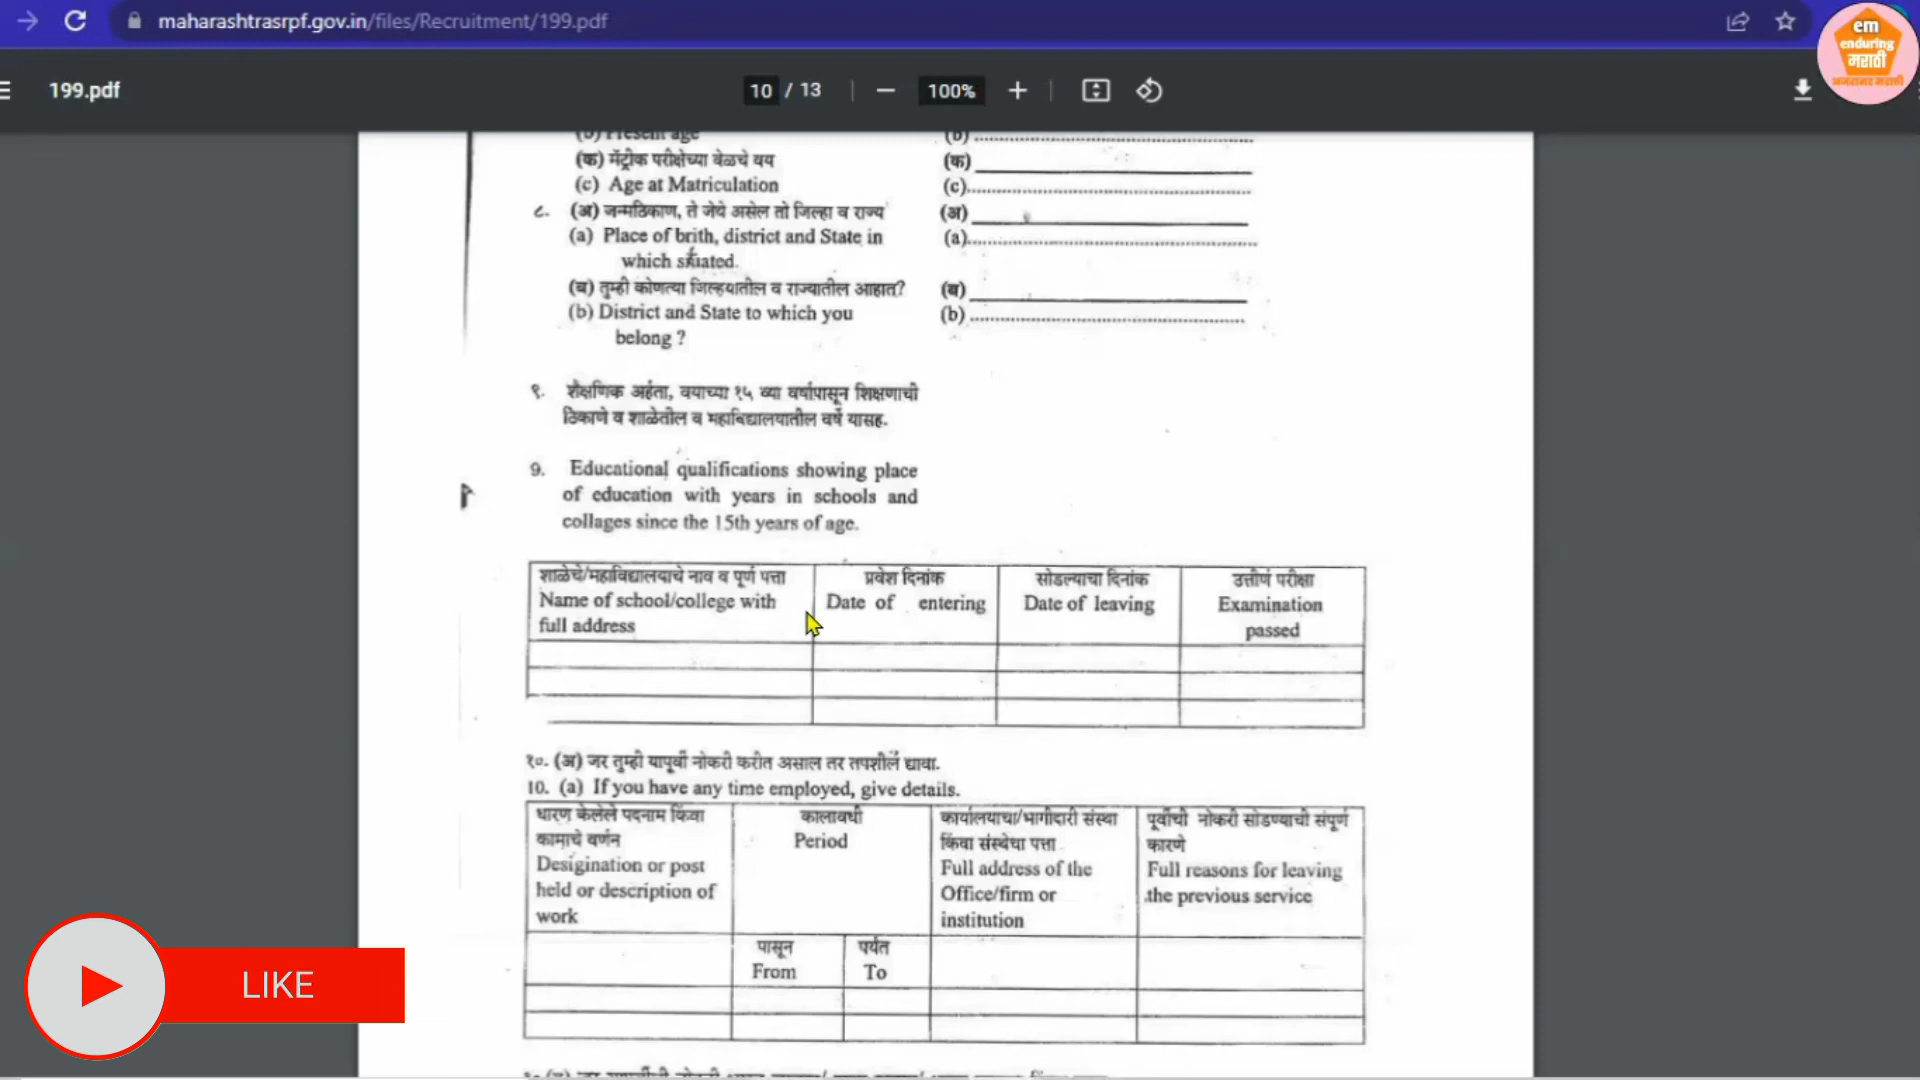 maharashtrasrpf.gov.in/files/Recruitment/199.pdf
em
enduring
मराठी
अजरामर मराठी
199.pdf
10 / 13
100%
(b) Present age (b)
(क) मॅट्रीक परीक्षेच्या वेळचे वय (क)
(c) Age at Matriculation (c)
८. (अ) जन्मठिकाण, ते जेथे असेल तो जिल्हा व राज्य (अ)
(a) Place of brith, district and State in (a)
which situated.
(ब) तुम्ही कोणत्या जिल्हयातील व राज्यातील आहात? (ब)
(b) District and State to which you (b)
belong ?
९. शैक्षणिक अर्हता, वयाच्या १५ व्या वर्षापासून शिक्षणाची
ठिकाणे व शाळेतील व महाविद्यालयातील वर्षे यासह.
9. Educational qualifications showing place
of education with years in schools and
collages since the 15th years of age.
शाळेचे/महाविद्यालयाचे नाव व पूर्ण पत्ता
Name of school/college with
full address
प्रवेश दिनांक
Date of entering
सोडल्याचा दिनांक
Date of leaving
उत्तीर्ण परीक्षा
Examination
passed
१०. (अ) जर तुम्ही यापूर्वी नोकरी करीत असाल तर तपशील द्यावा.
10. (a) If you have any time employed, give details.
धारण केलेले पदनाम किंवा
कामाचे वर्णन
Desigination or post
held or description of
work
कालावधी
Period
कार्यालयाचा/भागीदारी संस्था
किंवा संस्थेचा पत्ता
Full address of the
Office/firm or
institution
पूर्वीची नोकरी सोडण्याची संपूर्ण
कारणे
Full reasons for leaving
the previous service
पासून
From
पर्यंत
To
LIKE